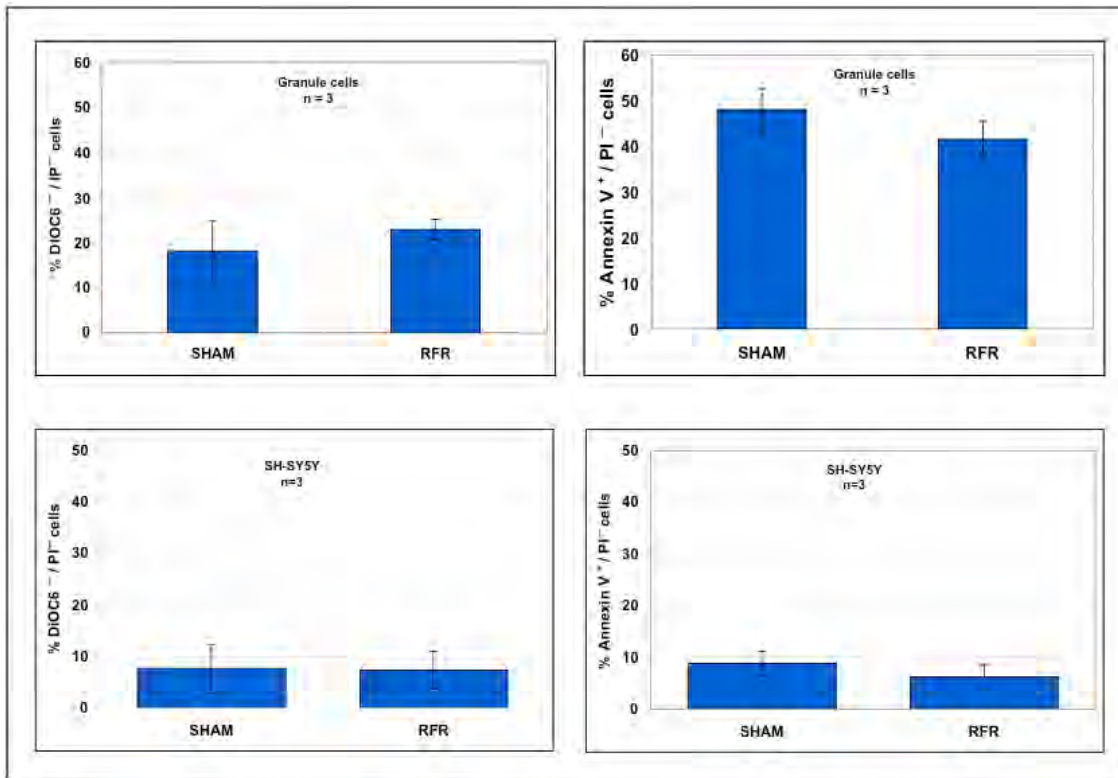 60
50
40
30
20
10
0
% DiOC6 ⁻ / IP⁻ cells
Granule cells
n = 3
SHAM
RFR
60
50
40
30
20
10
0
% Annexin V ⁺ / PI ⁻ cells
Granule cells
n = 3
SHAM
RFR
50
40
30
20
10
0
% DiOC6 ⁻ / PI⁻ cells
SH-SY5Y
n=3
SHAM
RFR
50
40
30
20
10
0
% Annexin V ⁺ / PI⁻ cells
SH-SY5Y
n=3
SHAM
RFR